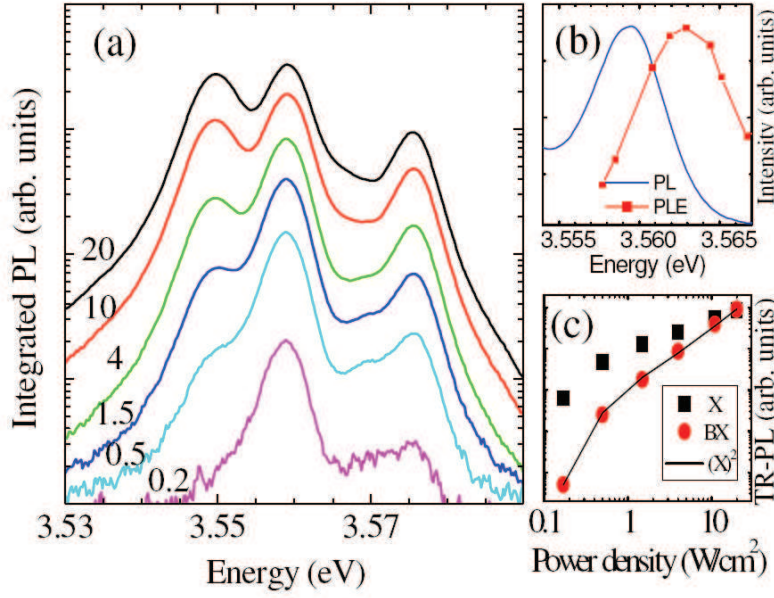 (a)
Integrated PL (arb. units)
20
10
4
1.5
0.5
0.2
3.53 3.55 3.57
Energy (eV)
(b)
Intensity (arb. units)
PL
PLE
3.555 3.560 3.565
Energy (eV)
(c)
TR-PL (arb. units)
X
BX
(X)²
0.1 1 10
Power density (W/cm²)